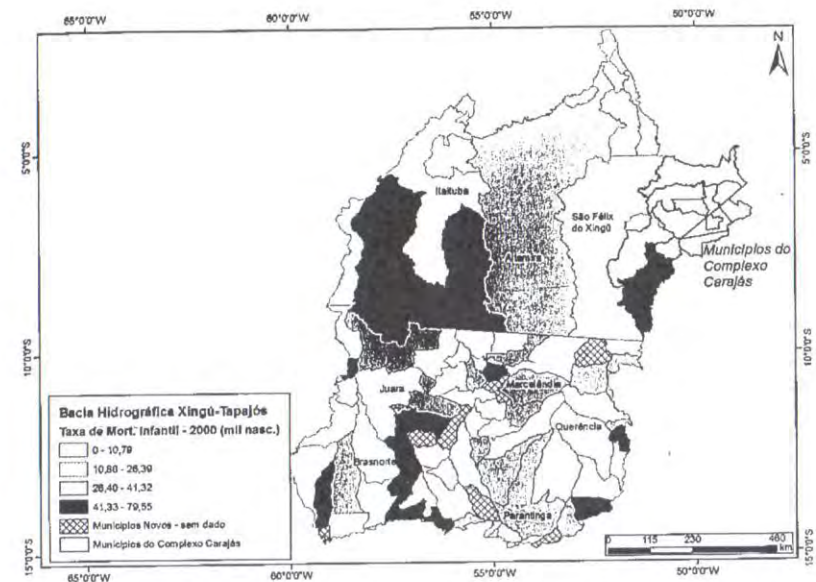 65°0'0"W 60°0'0"W 55°0'0"W 50°0'0"W
N
5°0'0"S 5°0'0"S
Itaituba
São Félix
do Xingú
Altamira
Municípios do
Complexo
Carajás
10°0'0"S 10°0'0"S
Juara
Marcelândia
Querência
Brasnorte
Parantinga
Bacia Hidrográfica Xingú-Tapajós
Taxa de Mort. Infantil - 2000 (mil nasc.)
0 - 10,79
10,80 - 26,39
26,40 - 41,32
41,33 - 79,55
Municípios Novos - sem dado
Municípios do Complexo Carajás
0 115 230 460
km
15°0'0"S 15°0'0"S
65°0'0"W 60°0'0"W 55°0'0"W 50°0'0"W